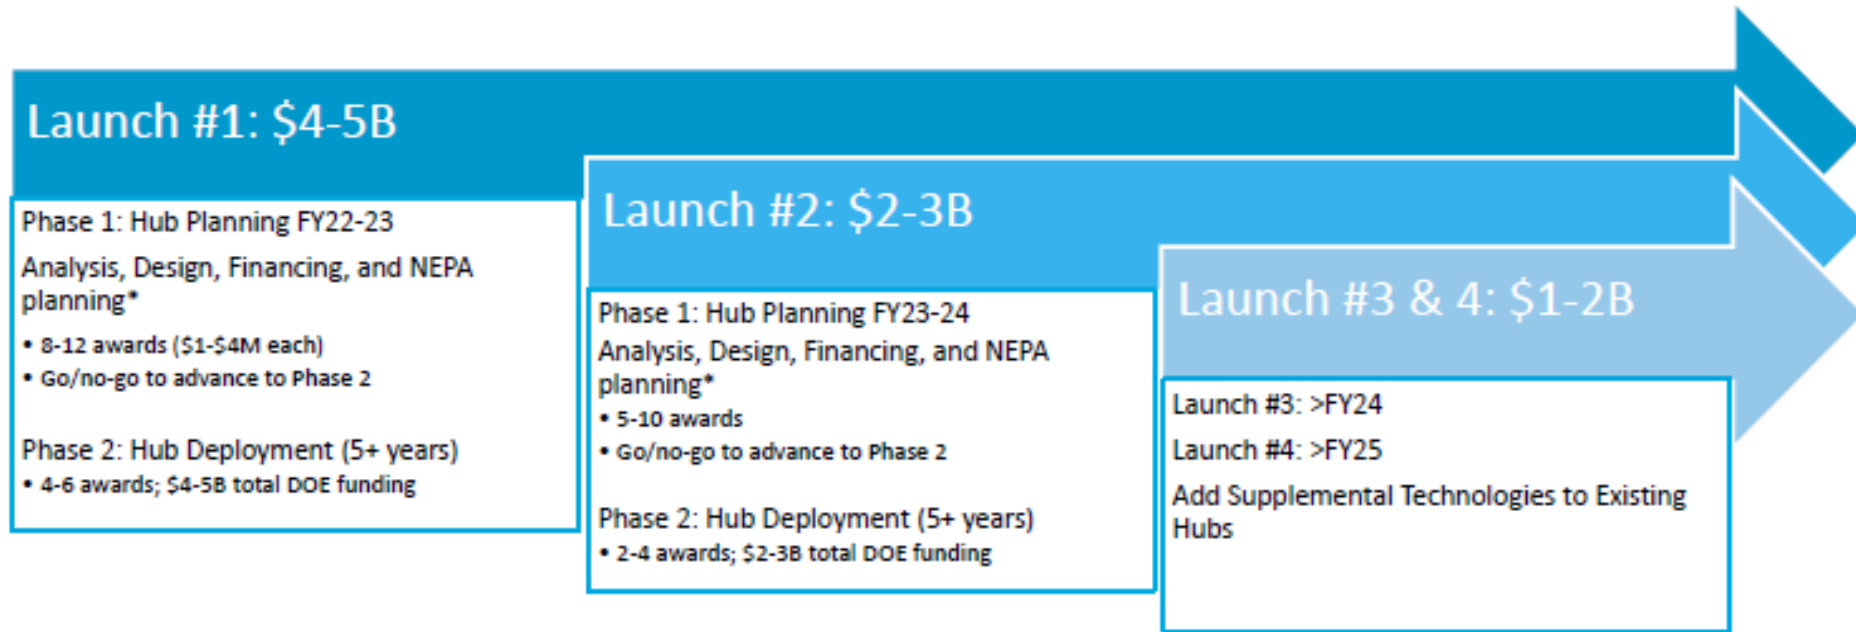 Launch #1: $4-5B
Phase 1: Hub Planning FY22-23
Analysis, Design, Financing, and NEPA
planning*
• 8-12 awards ($1-$4M each)
• Go/no-go to advance to Phase 2
Phase 2: Hub Deployment (5+ years)
• 4-6 awards; $4-5B total DOE funding
Launch #2: $2-3B
Phase 1: Hub Planning FY23-24
Analysis, Design, Financing, and NEPA
planning*
• 5-10 awards
• Go/no-go to advance to Phase 2
Phase 2: Hub Deployment (5+ years)
• 2-4 awards; $2-3B total DOE funding
Launch #3 & 4: $1-2B
Launch #3: >FY24
Launch #4: >FY25
Add Supplemental Technologies to Existing
Hubs